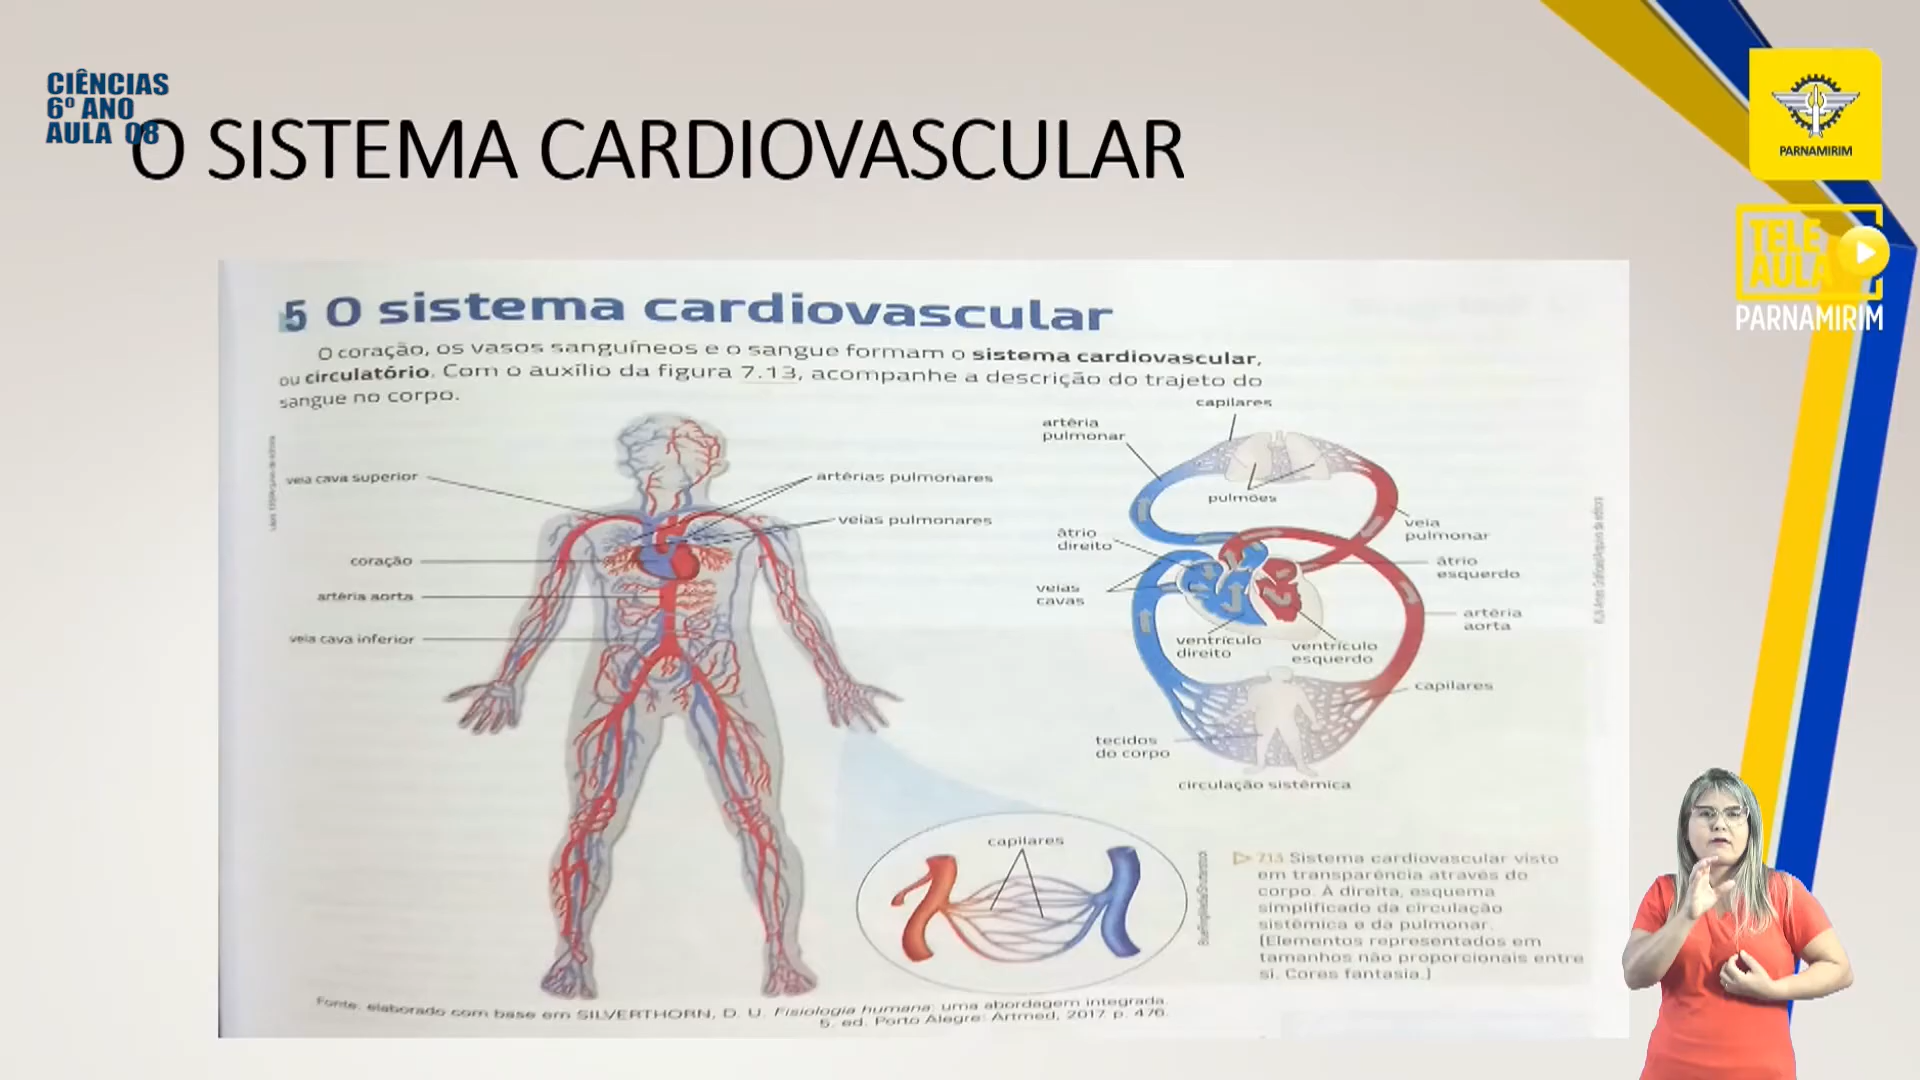 CIÊNCIAS
6º ANO
AULA 08
O SISTEMA CARDIOVASCULAR
PARNAMIRIM
TELE
AULA
PARNAMIRIM
5 O sistema cardiovascular
O coração, os vasos sanguíneos e o sangue formam o sistema cardiovascular,
ou circulatório. Com o auxílio da figura 7.13, acompanhe a descrição do trajeto do
sangue no corpo.
veia cava superior
coração
artéria aorta
veia cava inferior
artérias pulmonares
veias pulmonares
capilares
artéria
pulmonar
pulmões
veia
pulmonar
átrio
direito
átrio
esquerdo
veias
cavas
artéria
aorta
ventrículo
direito
ventrículo
esquerdo
capilares
tecidos
do corpo
circulação sistêmica
capilares
7.13 Sistema cardiovascular visto
em transparência através do
corpo. À direita, esquema
simplificado da circulação
sistêmica e da pulmonar.
(Elementos representados em
tamanhos não proporcionais entre
si. Cores fantasia.)
Fonte: elaborado com base em SILVERTHORN, D. U. Fisiologia humana: uma abordagem integrada.
5. ed. Porto Alegre: Artmed, 2017 p. 476.